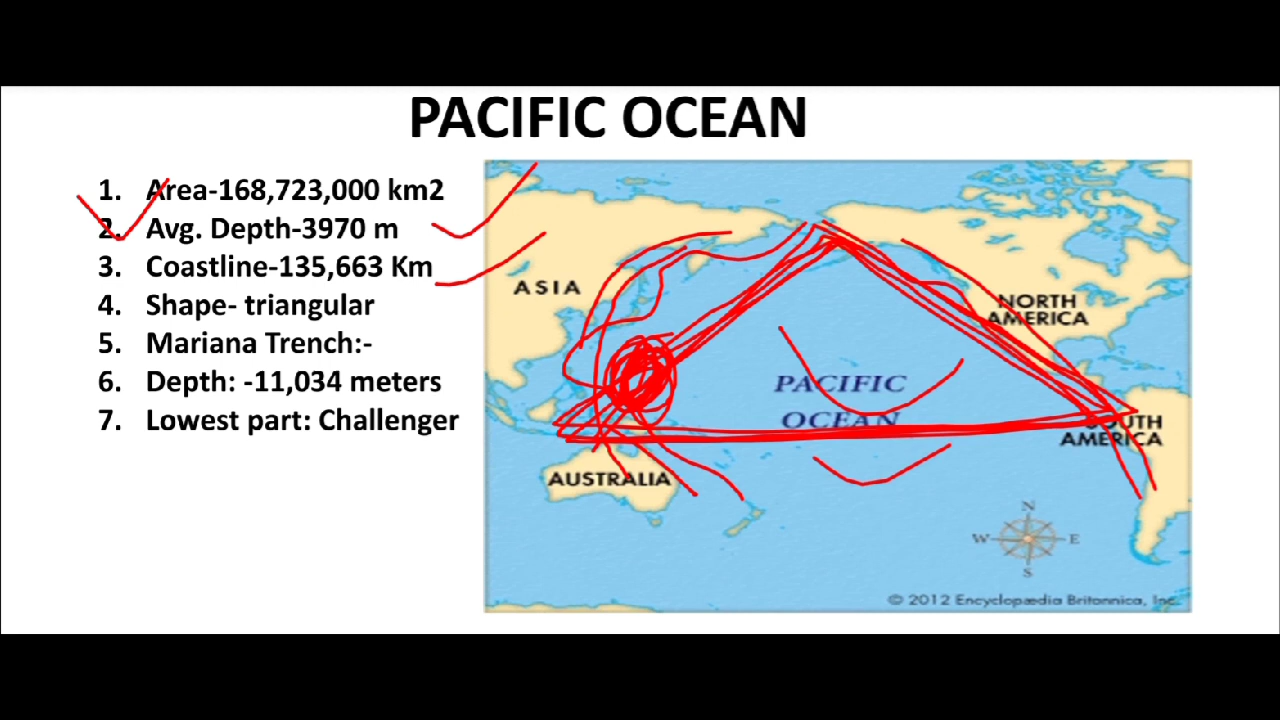 PACIFIC OCEAN
1. Area-168,723,000 km2
2. Avg. Depth-3970 m
3. Coastline-135,663 Km
4. Shape- triangular
5. Mariana Trench:-
6. Depth: -11,034 meters
7. Lowest part: Challenger
ASIA
NORTH
AMERICA
PACIFIC
OCEAN
SOUTH
AMERICA
AUSTRALIA
N
W E
S
© 2012 Encyclopædia Britannica, Inc.